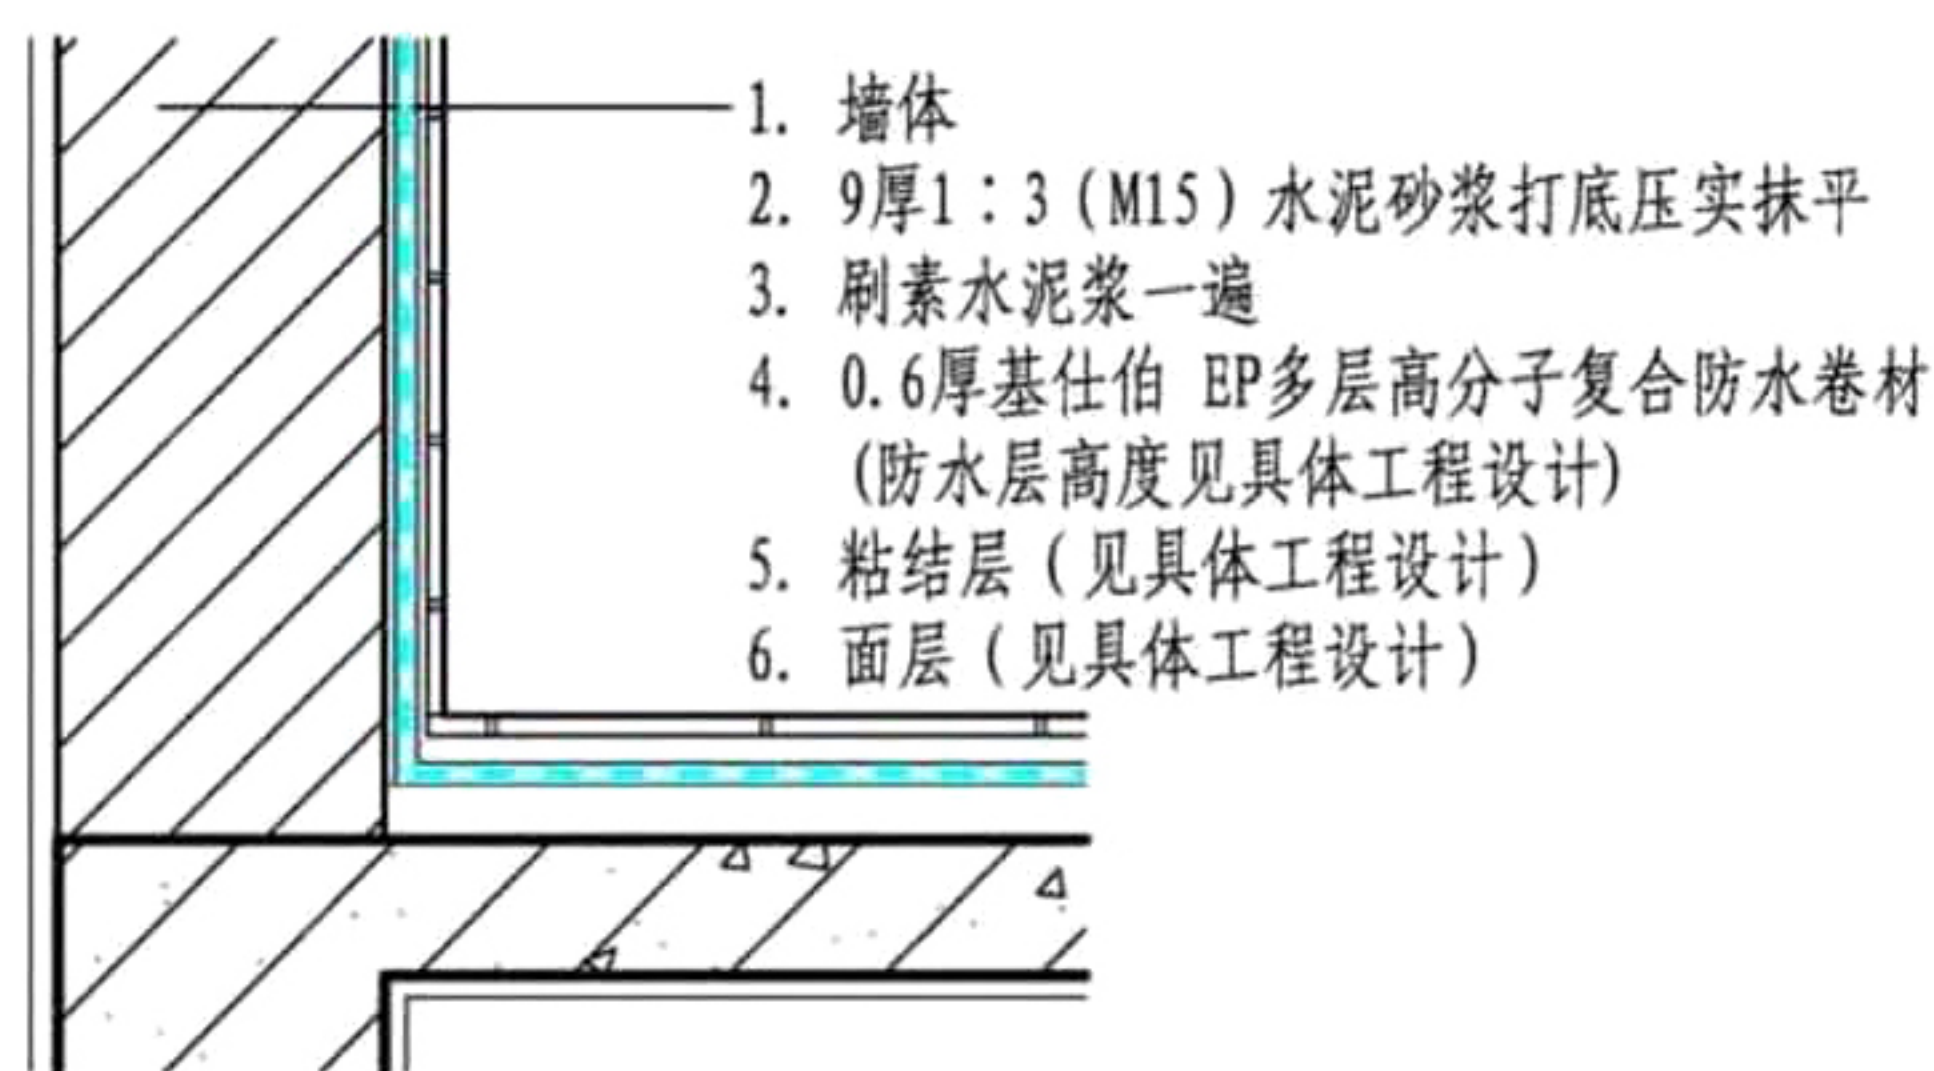 1. 墙体
2. 9厚1：3（M15）水泥砂浆打底压实抹平
3. 刷素水泥浆一遍
4. 0.6厚基仕伯 EP多层高分子复合防水卷材
(防水层高度见具体工程设计)
5. 粘结层（见具体工程设计）
6. 面层（见具体工程设计）